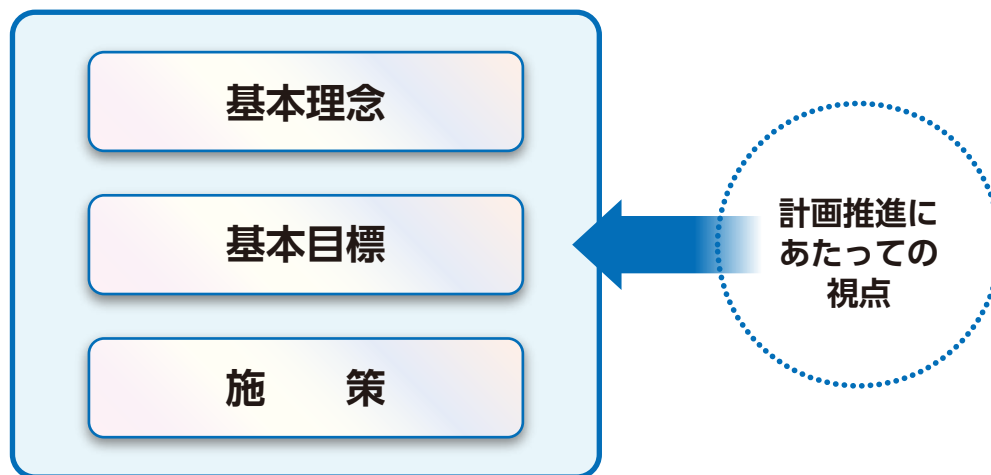 基本理念
基本目標
施　　策
計画推進に
あたっての
視点